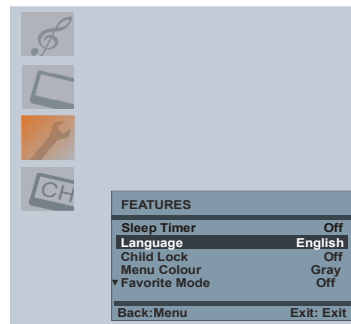 CH
FEATURES
Sleep Timer Off
Language English
Child Lock Off
Menu Colour Gray
▼Favorite Mode Off
Back:Menu Exit: Exit